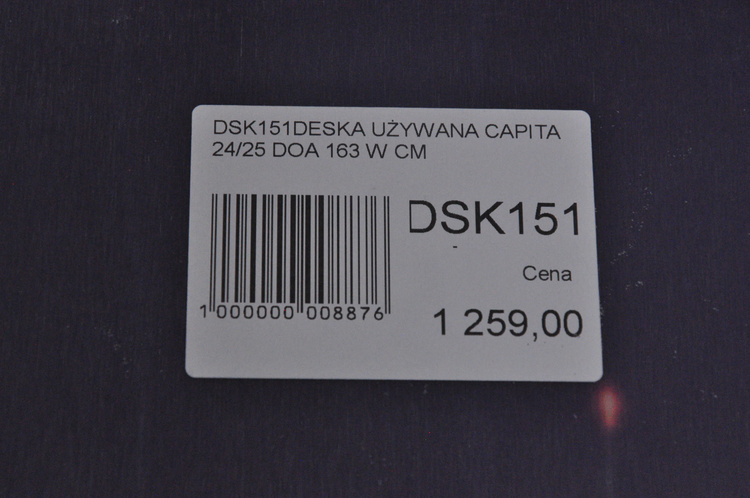 DSK151DESKA UŻYWANA CAPITA
24/25 DOA 163 W CM
DSK151
-
Cena
1 000000 008876
1 259,00